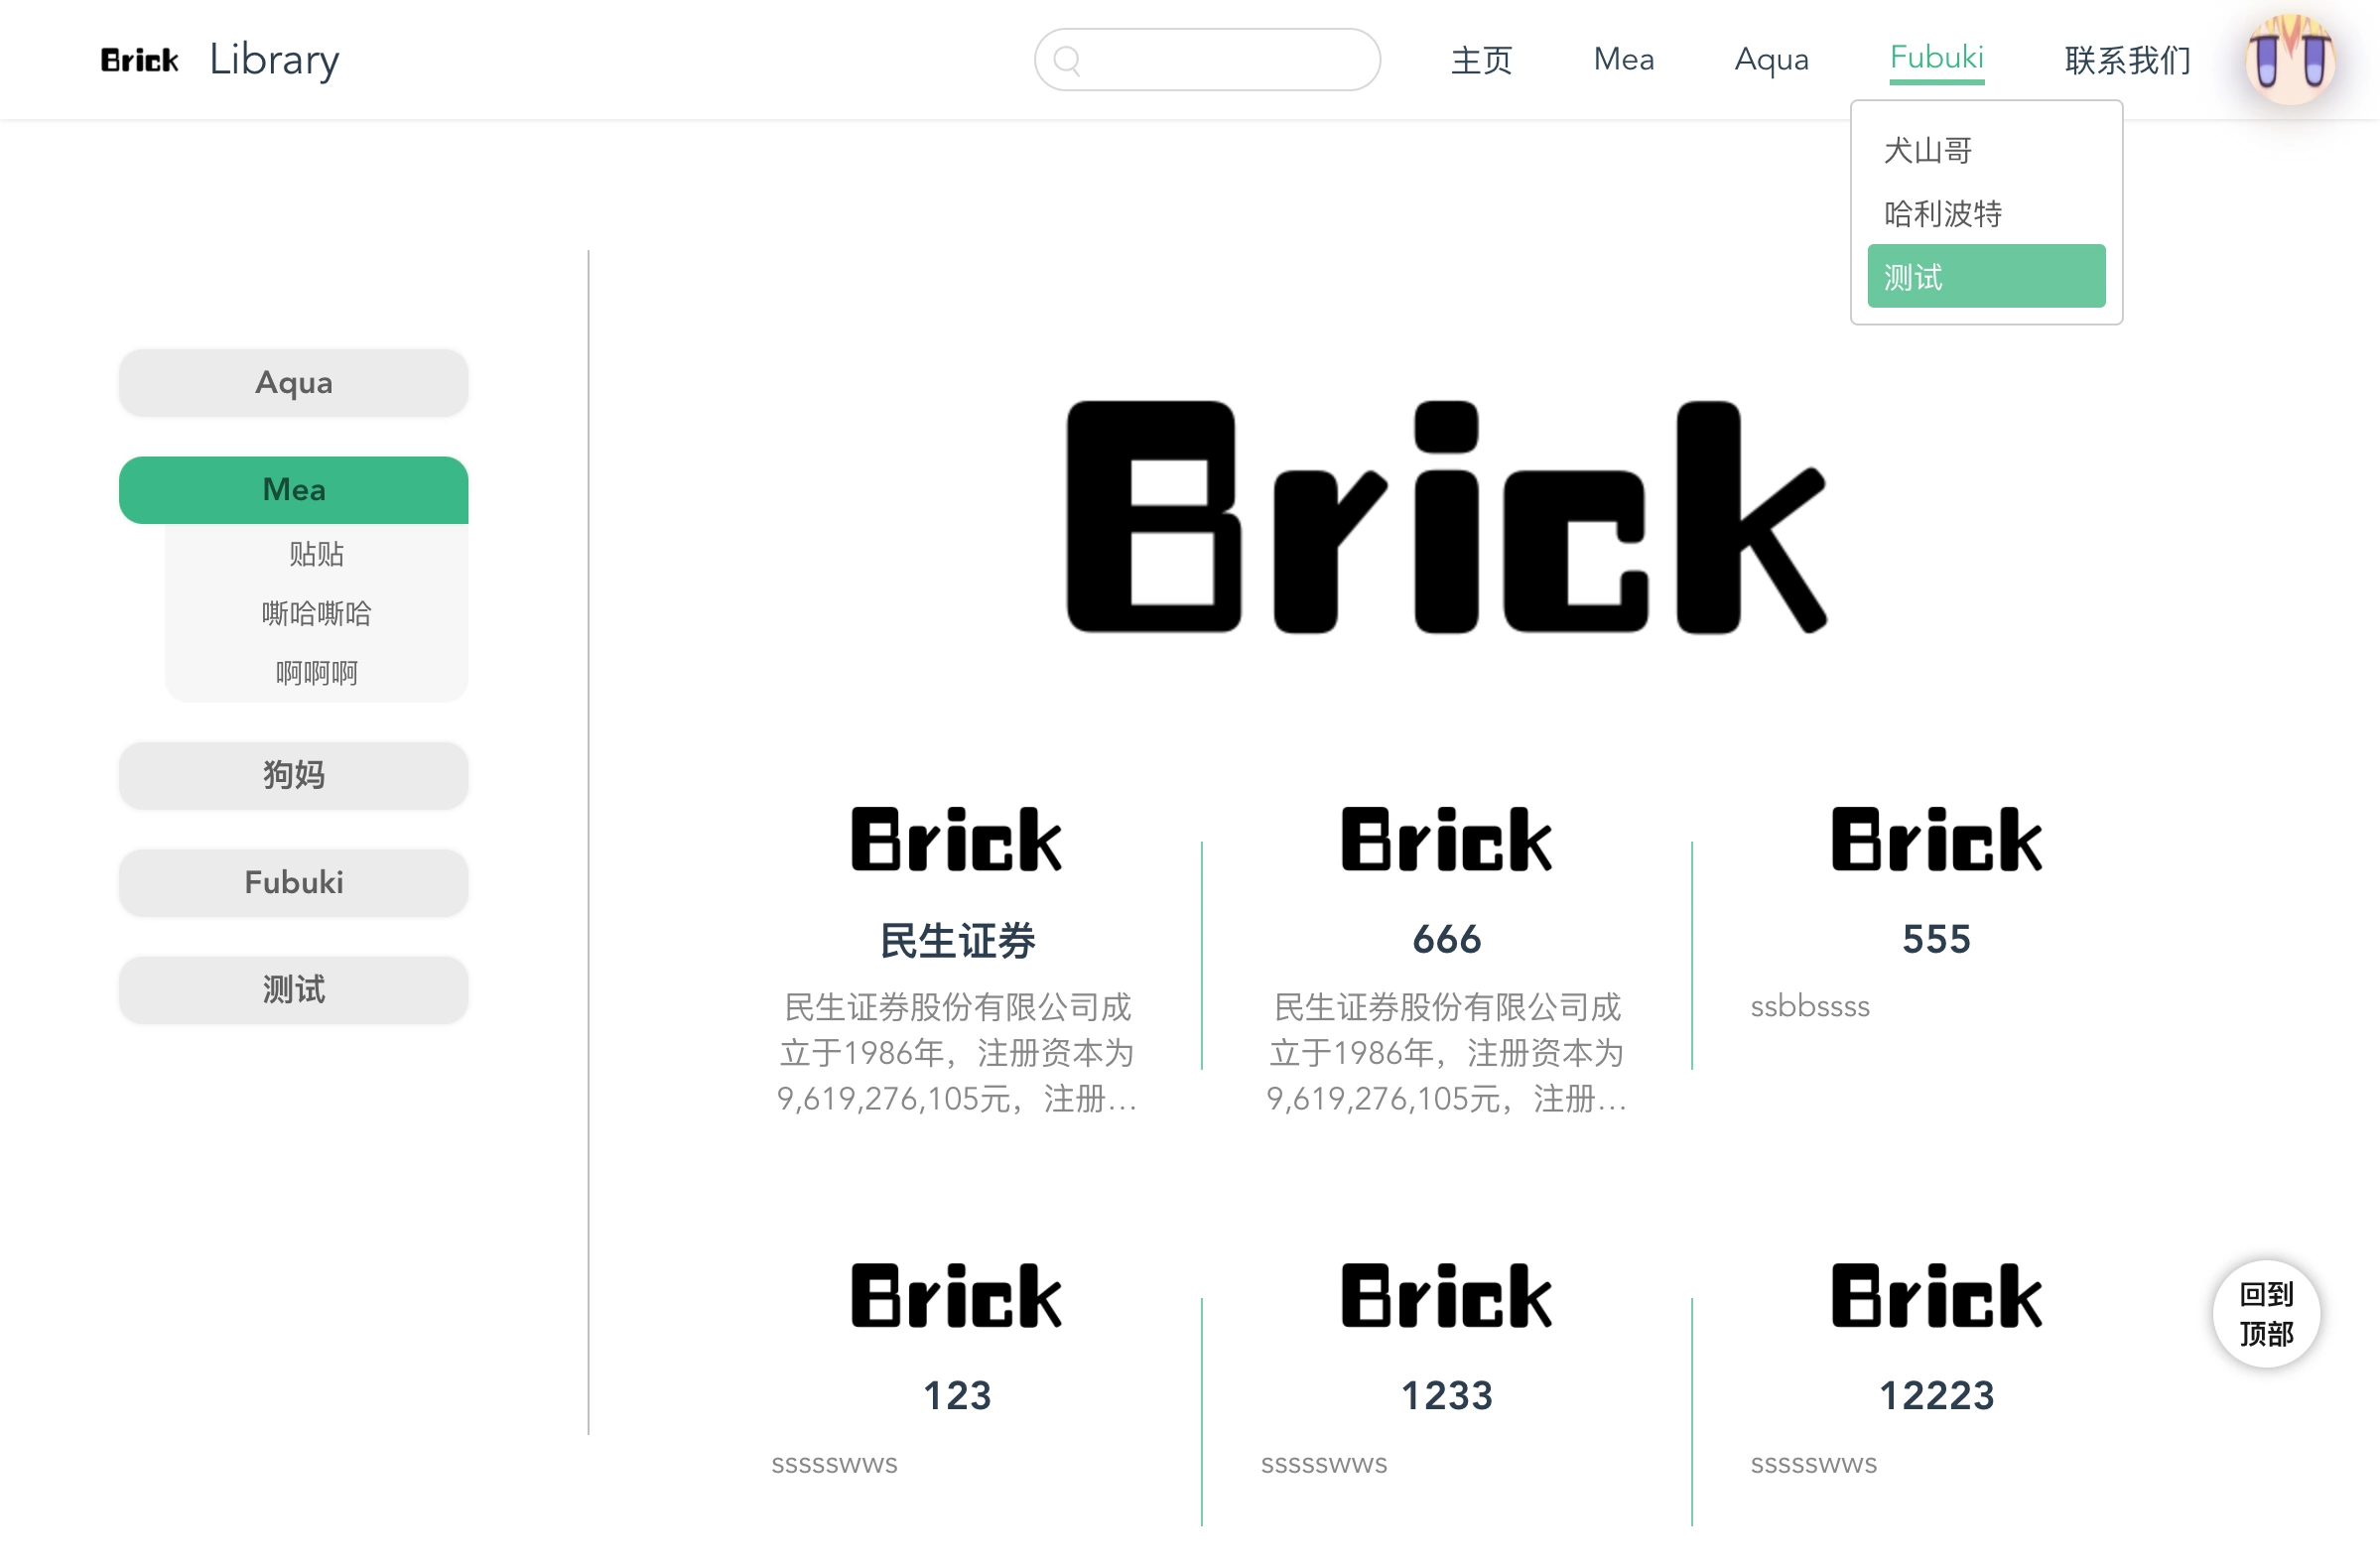 Brick Library
主页 Mea Aqua Fubuki 联系我们
犬山哥
哈利波特
测试
Aqua
Mea
贴贴
嘶哈嘶哈
啊啊啊
狗妈
Fubuki
测试
Brick
Brick
民生证券
民生证券股份有限公司成
立于1986年，注册资本为
9,619,276,105元，注册...
Brick
666
民生证券股份有限公司成
立于1986年，注册资本为
9,619,276,105元，注册...
Brick
555
ssbbssss
Brick
123
ssssswws
Brick
1233
ssssswws
Brick
12223
ssssswws
回到
顶部